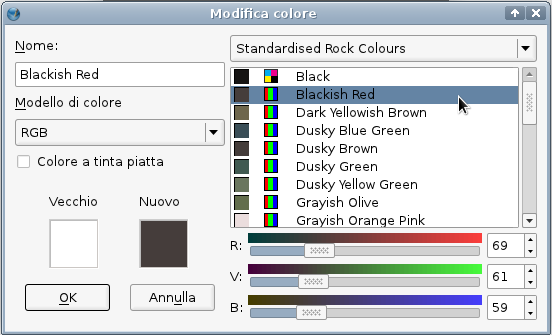 Modifica colore
Nome:
Blackish Red
Modello di colore
RGB
Colore a tinta piatta
Vecchio
Nuovo
OK
Annulla
Standardised Rock Colours
Black
Blackish Red
Dark Yellowish Brown
Dusky Blue Green
Dusky Brown
Dusky Green
Dusky Yellow Green
Grayish Olive
Grayish Orange Pink
R: 69
V: 61
B: 59